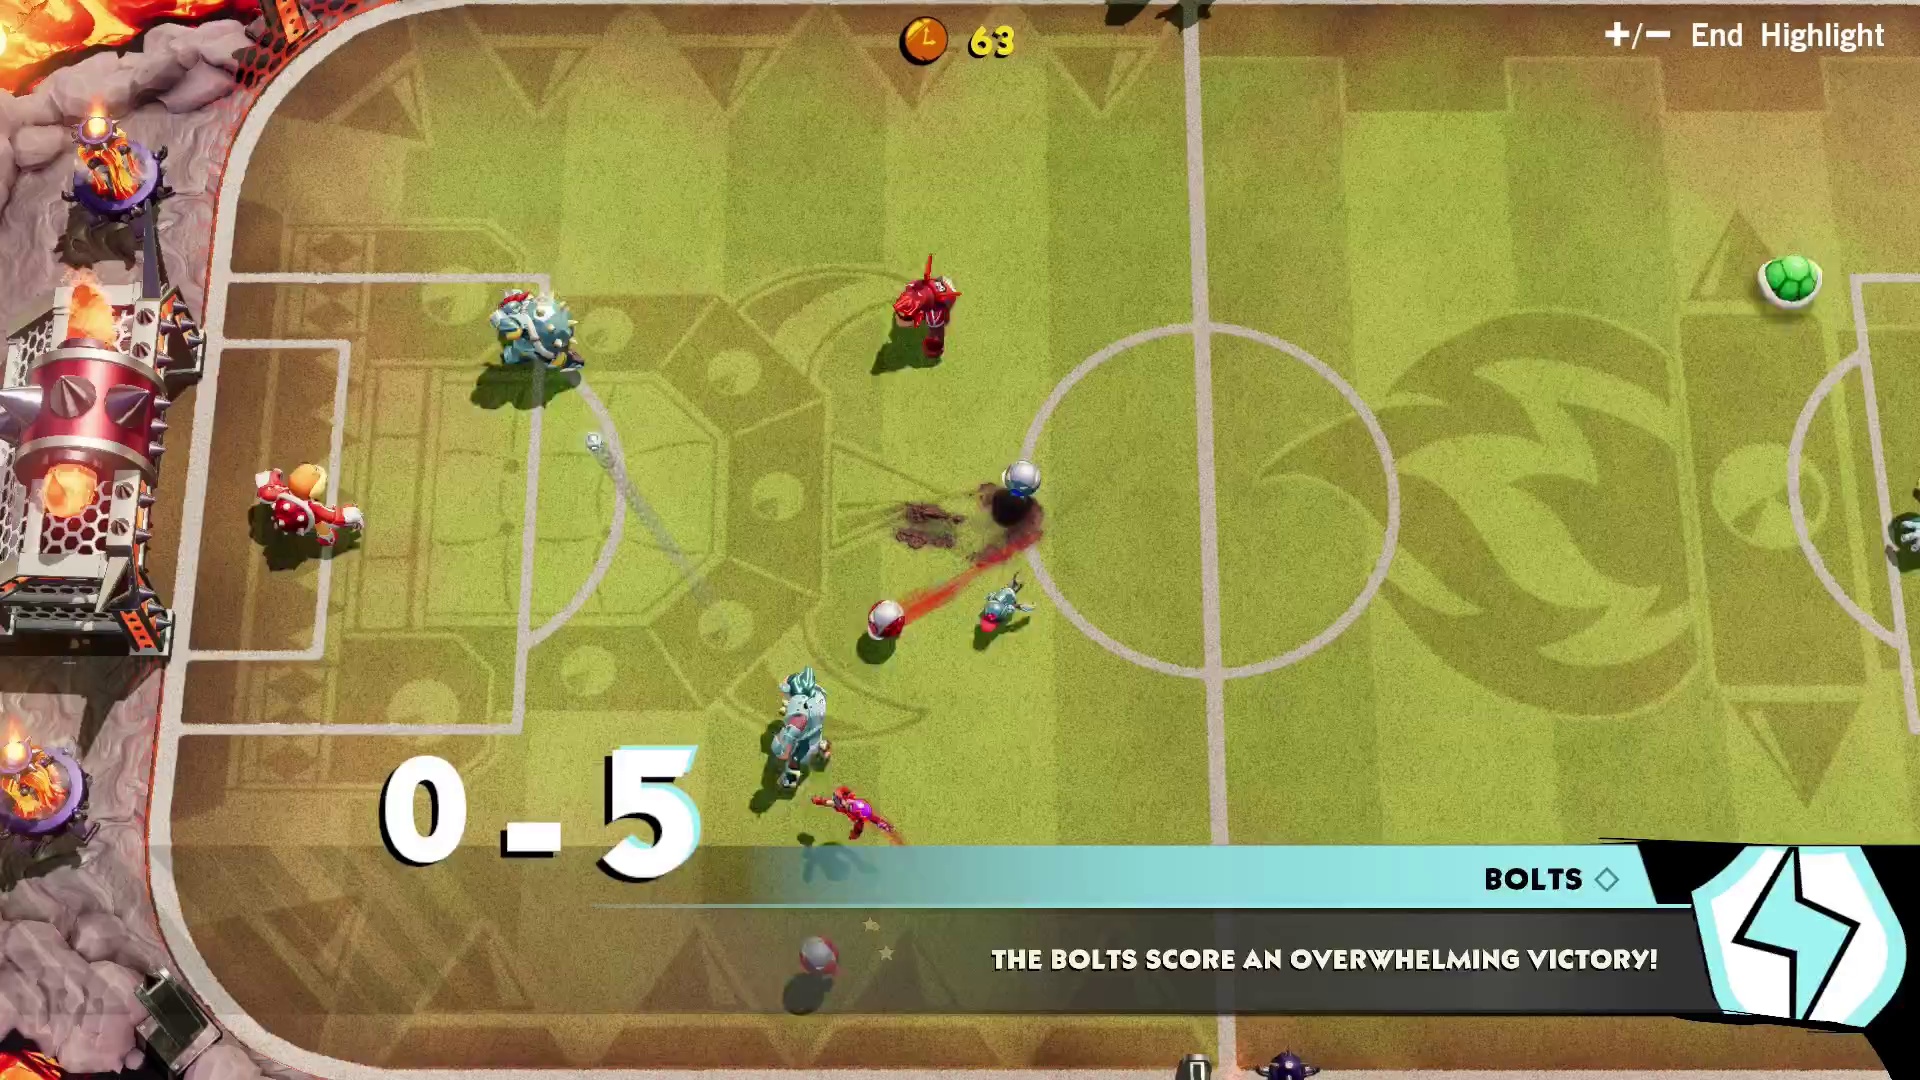 63
+/− End Highlight
0 - 5
BOLTS
THE BOLTS SCORE AN OVERWHELMING VICTORY!